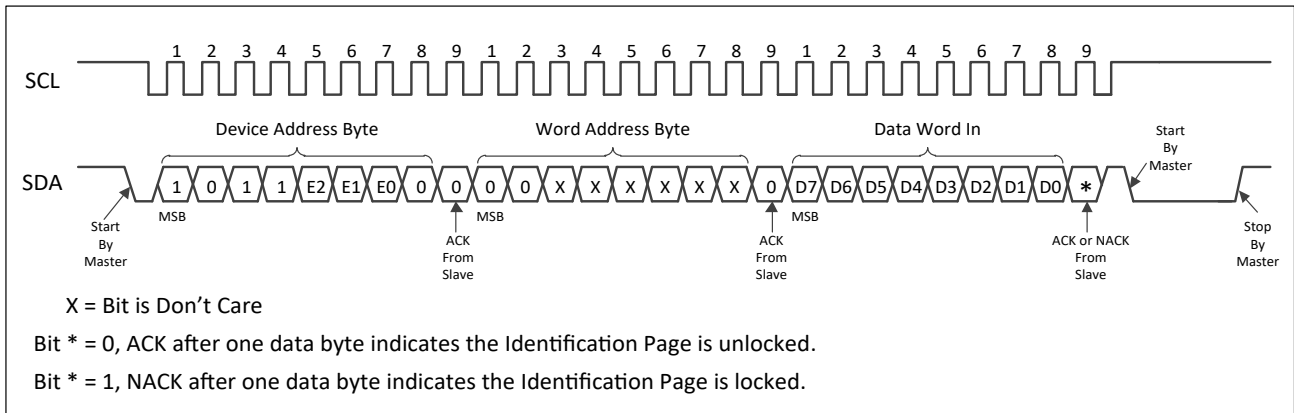 1 2 3 4 5 6 7 8 9 1 2 3 4 5 6 7 8 9 1 2 3 4 5 6 7 8 9
SCL
Device Address Byte
Word Address Byte
Data Word In
Start
By
Master
SDA
1 0 1 1 E2 E1 E0 0 0 0 0 X X X X X X 0 D7 D6 D5 D4 D3 D2 D1 D0 *
MSB
MSB
MSB
Start
By
Master
ACK
From
Slave
ACK
From
Slave
ACK or NACK
From
Slave
Stop
By
Master
X = Bit is Don’t Care
Bit * = 0, ACK after one data byte indicates the Identification Page is unlocked.
Bit * = 1, NACK after one data byte indicates the Identification Page is locked.